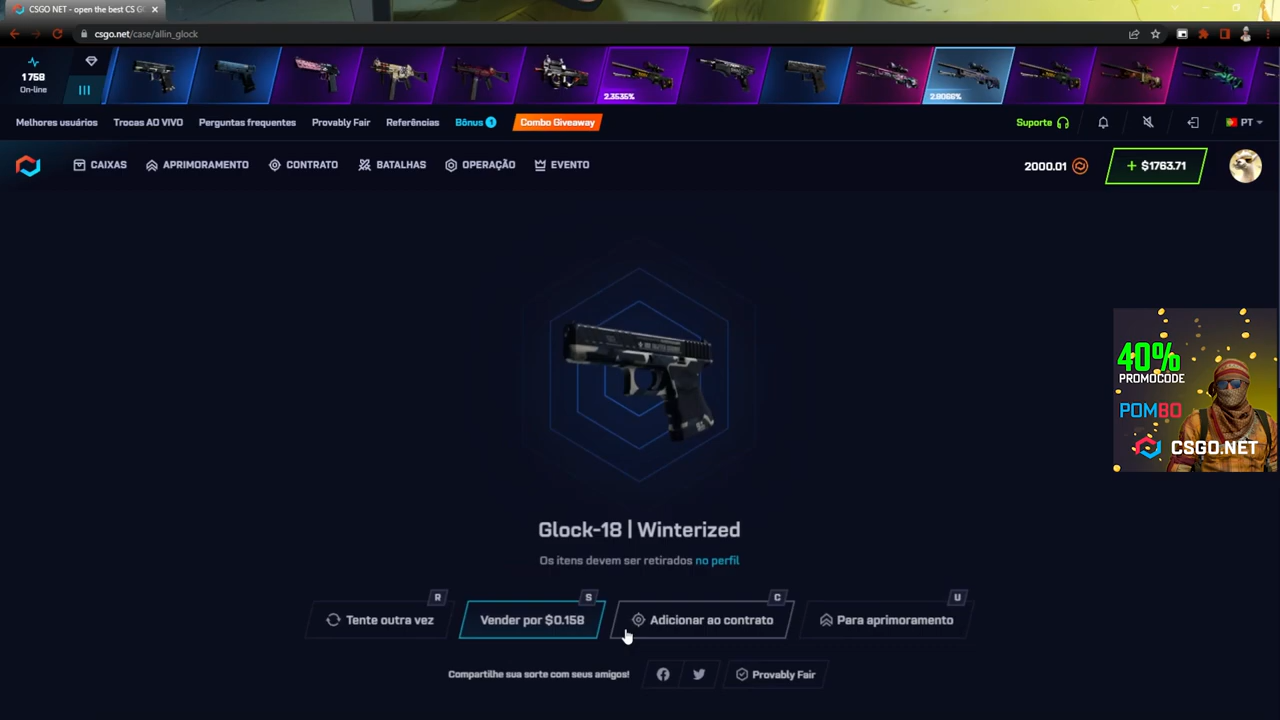 CSGO NET - open the best CS G
csgo.net/case/allin_glock
1 758
On-line
2.3535%
2.8066%
Melhores usuários Trocas AO VIVO Perguntas frequentes Provably Fair Referências Bônus 1 Combo Giveaway Suporte PT
CAIXAS APRIMORAMENTO CONTRATO BATALHAS OPERAÇÃO EVENTO 2000.01 + $1763.71
40%
PROMOCODE
POMBO
CSGO.NET
Glock-18 | Winterized
Os itens devem ser retirados no perfil
R S C U
Tente outra vez Vender por $0.158 Adicionar ao contrato Para aprimoramento
Compartilhe sua sorte com seus amigos! Provably Fair